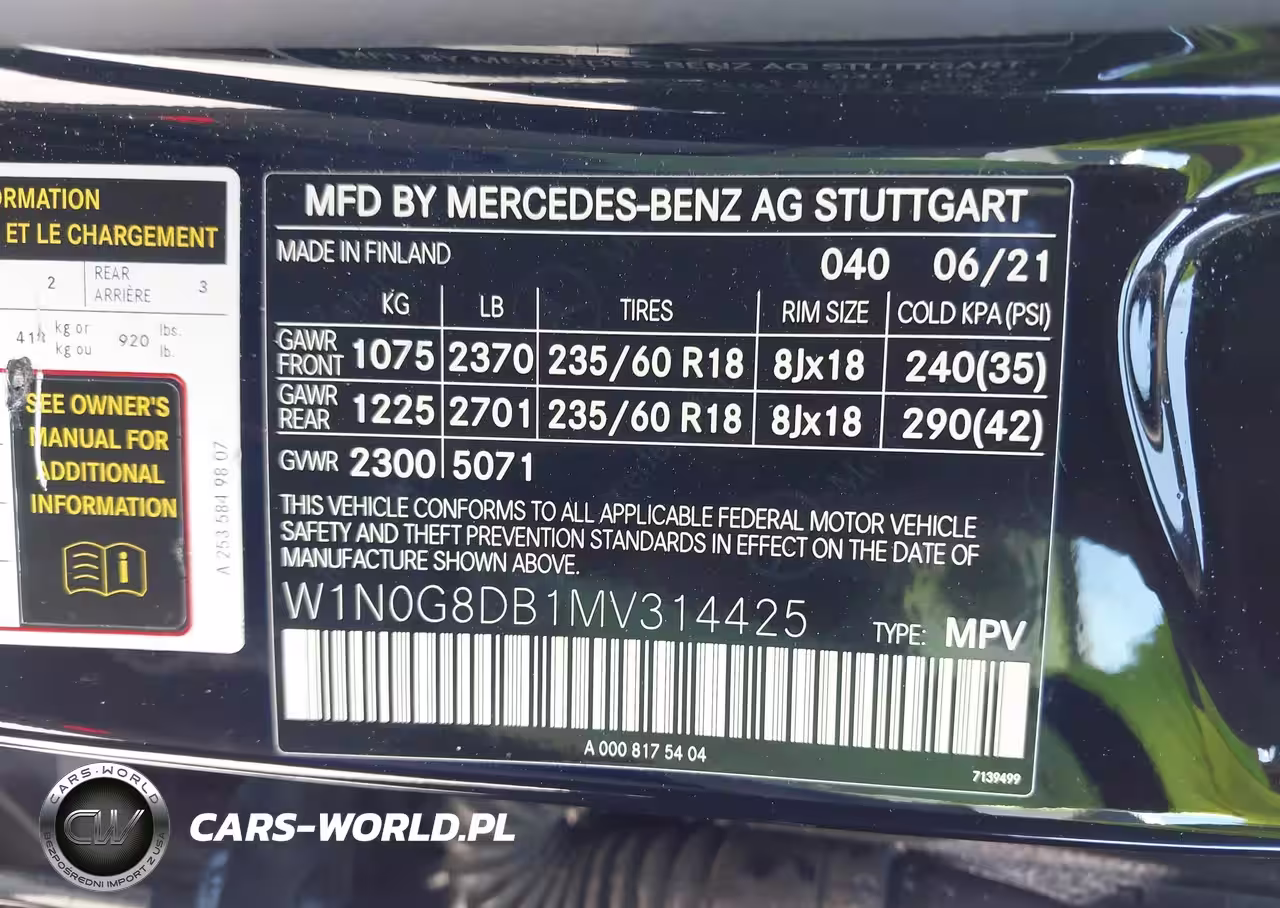 ORMATION
ET LE CHARGEMENT
2
REAR
ARRIÈRE
3
kg or
kg ou
920
lbs.
lb.
SEE OWNER'S
MANUAL FOR
ADDITIONAL
INFORMATION
A 253 584 98 07
MFD BY MERCEDES-BENZ AG STUTTGART
MADE IN FINLAND 040 06/21
KG LB TIRES RIM SIZE COLD KPA (PSI)
GAWR FRONT 1075 2370 235/60 R18 8Jx18 240(35)
GAWR REAR 1225 2701 235/60 R18 8Jx18 290(42)
GVWR 2300 5071
THIS VEHICLE CONFORMS TO ALL APPLICABLE FEDERAL MOTOR VEHICLE
SAFETY AND THEFT PREVENTION STANDARDS IN EFFECT ON THE DATE OF
MANUFACTURE SHOWN ABOVE.
W1N0G8DB1MV314425 TYPE: MPV
A 000 817 54 04
7139499
CARS-WORLD
CW
BEZPOŚREDNI IMPORT Z USA
CARS-WORLD.PL